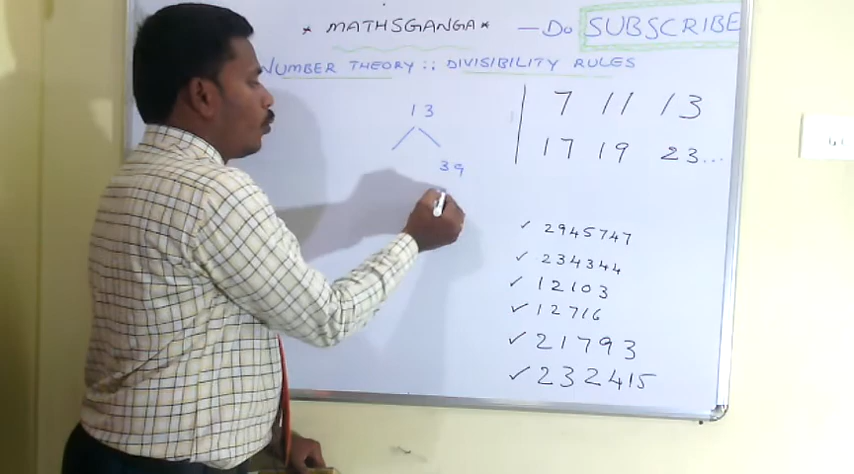 * MATHSGANGA * — DO SUBSCRIBE
NUMBER THEORY :: DIVISIBILITY RULES
13
39
7 11 13
17 19 23...
✓ 2945747
✓ 234344
✓ 12103
✓ 12716
✓ 21793
✓ 232415